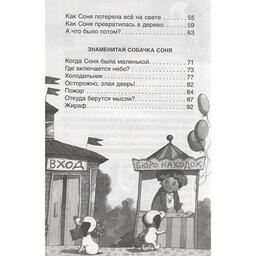 Как Соня потеряла всё на свете 55
Как Соня превратилась в дерево 59
А что было потом? 63
ЗНАМЕНИТАЯ СОБАЧКА СОНЯ
Когда Соня была маленькой 71
Где включается небо? 73
Холодильник 77
Осторожно, злая дверь! 82
Пожар 84
Откуда берутся мысли? 87
Жираф 92
ВХОД
БЮРО НАХОДОК